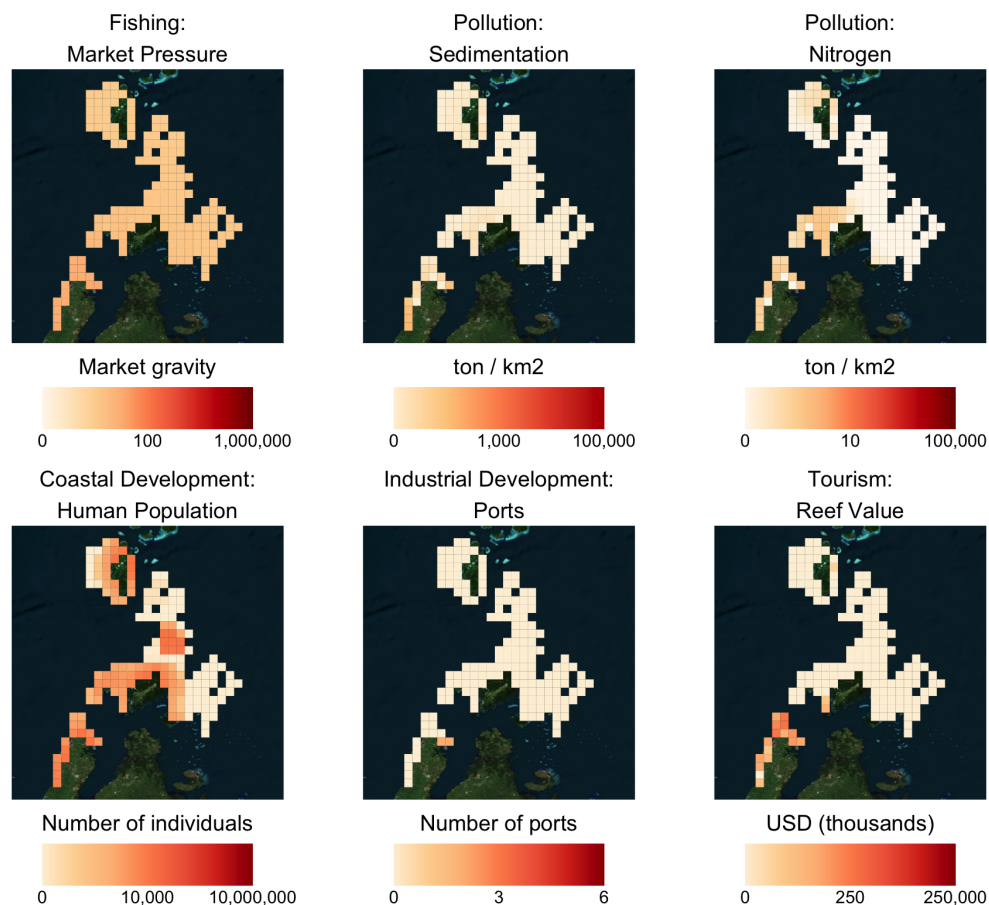 Fishing:
Market Pressure
Pollution:
Sedimentation
Pollution:
Nitrogen
Market gravity
0 100 1,000,000
ton / km2
0 1,000 100,000
ton / km2
0 10 100,000
Coastal Development:
Human Population
Industrial Development:
Ports
Tourism:
Reef Value
Number of individuals
0 10,000 10,000,000
Number of ports
0 3 6
USD (thousands)
0 250 250,000